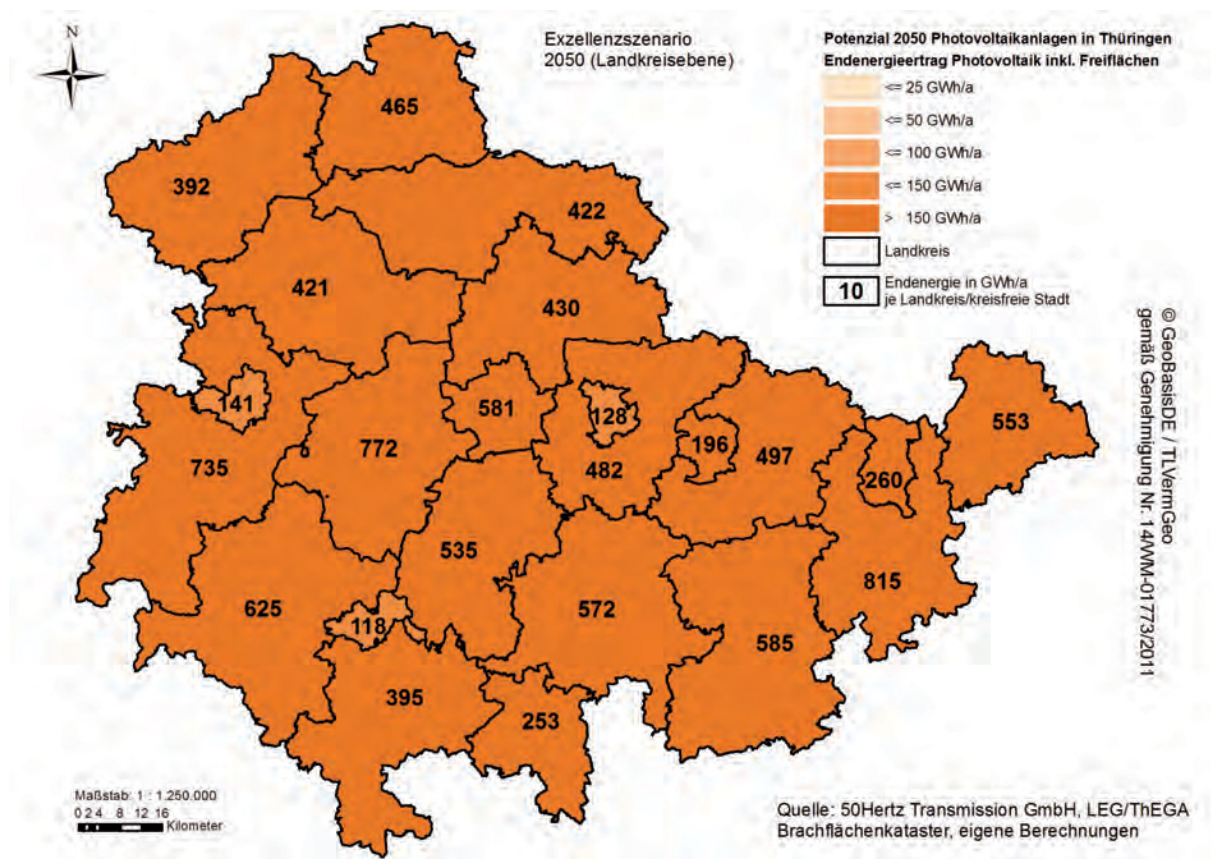 N
Exzellenzszenario
2050 (Landkreisebene)
Potenzial 2050 Photovoltaikanlagen in Thüringen
Endenergieertrag Photovoltaik inkl. Freiflächen
<= 25 GWh/a
<= 50 GWh/a
<= 100 GWh/a
<= 150 GWh/a
> 150 GWh/a
Landkreis
10 Endenergie in GWh/a
je Landkreis/kreisfreie Stadt
465
392
422
421
430
141
581
128
553
735
772
482
196
497
260
535
625
572
815
118
585
395
253
© GeoBasisDE / TLVermGeo
gemäß Genehmigung Nr. 14/WM-01773/2011
Maßstab: 1 : 1.250.000
0 2 4 8 12 16
Kilometer
Quelle: 50Hertz Transmission GmbH, LEG/ThEGA
Brachflächenkataster, eigene Berechnungen